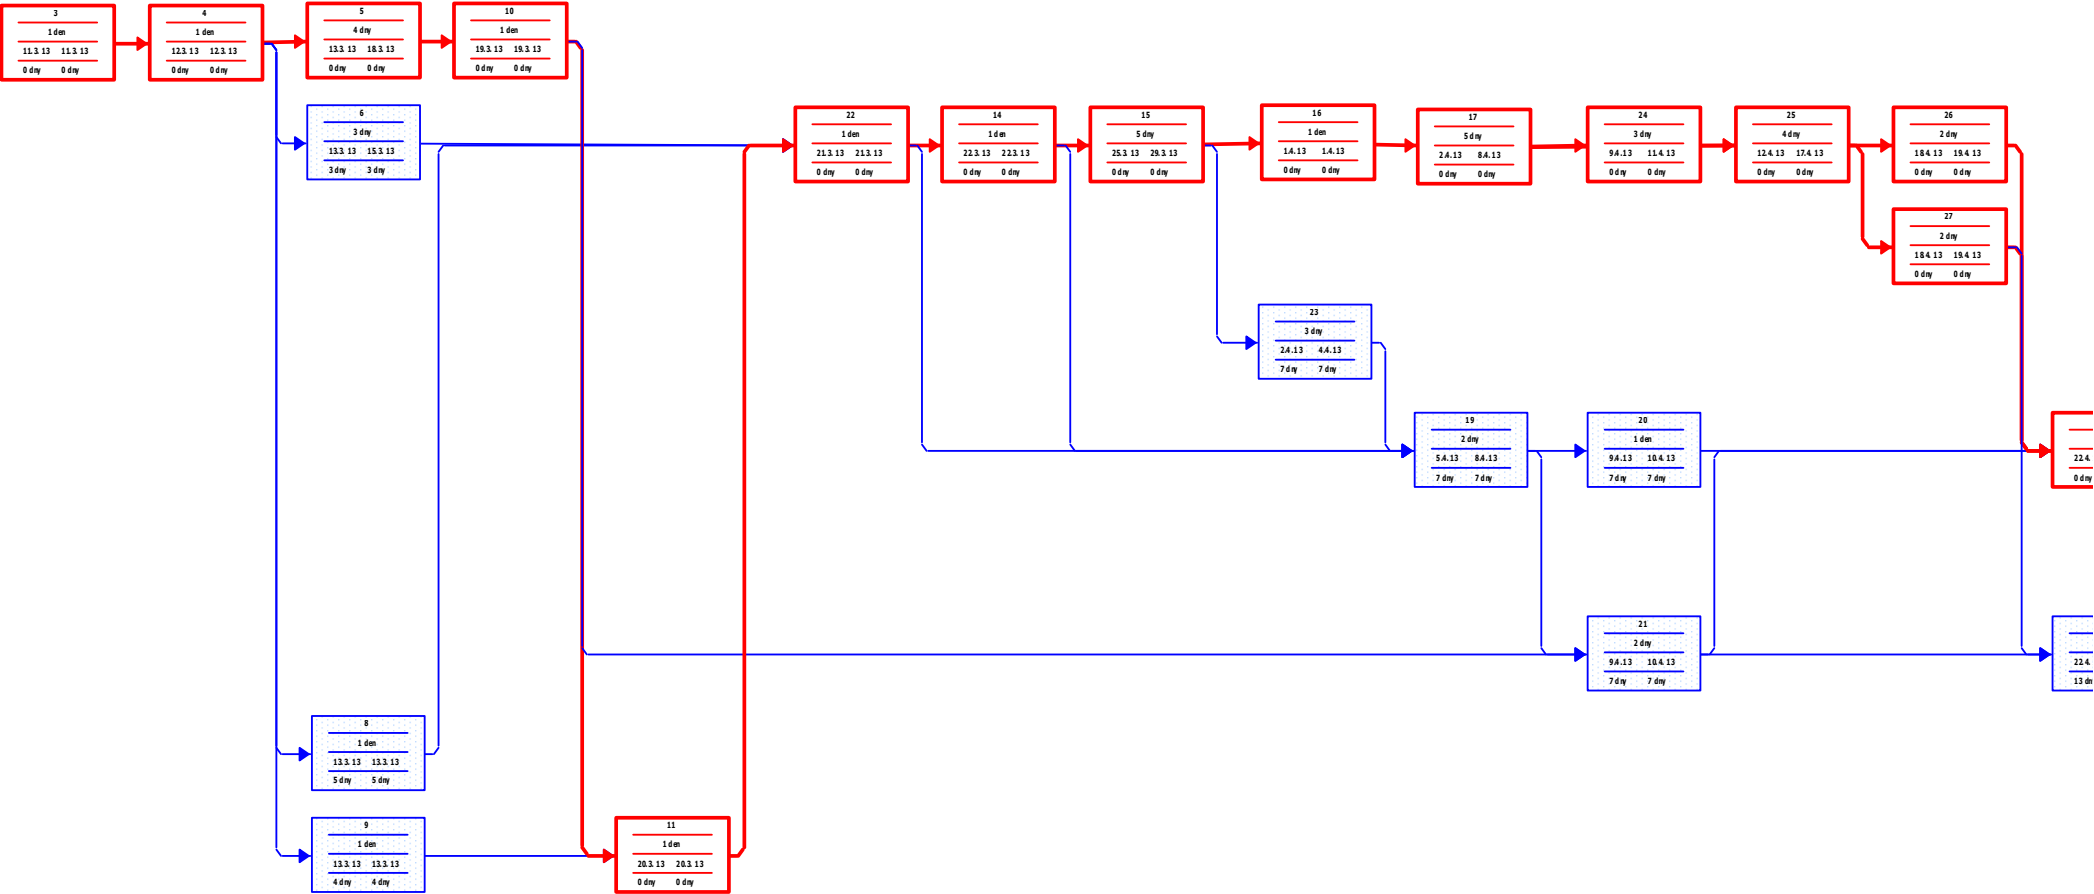 3
1 den
11.3. 13 11.3. 13
0 dny 0 dny
4
1 den
12.3. 13 12.3. 13
0 dny 0 dny
5
4 dny
13.3. 13 18.3. 13
0 dny 0 dny
10
1 den
19.3. 13 19.3. 13
0 dny 0 dny
6
3 dny
13.3. 13 15.3. 13
3 dny 3 dny
22
1 den
21.3. 13 21.3. 13
0 dny 0 dny
14
1 den
22.3. 13 22.3. 13
0 dny 0 dny
15
5 dny
25.3. 13 29.3. 13
0 dny 0 dny
16
1 den
1.4. 13 1.4. 13
0 dny 0 dny
17
5 dny
2.4. 13 8.4. 13
0 dny 0 dny
24
3 dny
9.4. 13 11.4. 13
0 dny 0 dny
25
4 dny
12.4. 13 17.4. 13
0 dny 0 dny
26
2 dny
18.4. 13 19.4. 13
0 dny 0 dny
27
2 dny
18.4. 13 19.4. 13
0 dny 0 dny
23
3 dny
2.4. 13 4.4. 13
7 dny 7 dny
19
2 dny
5.4. 13 8.4. 13
7 dny 7 dny
20
1 den
9.4. 13 10.4. 13
7 dny 7 dny
22.4.
0 dny
21
2 dny
9.4. 13 10.4. 13
7 dny 7 dny
22.4.
13 dn
8
1 den
13.3. 13 13.3. 13
5 dny 5 dny
9
1 den
13.3. 13 13.3. 13
4 dny 4 dny
11
1 den
20.3. 13 20.3. 13
0 dny 0 dny